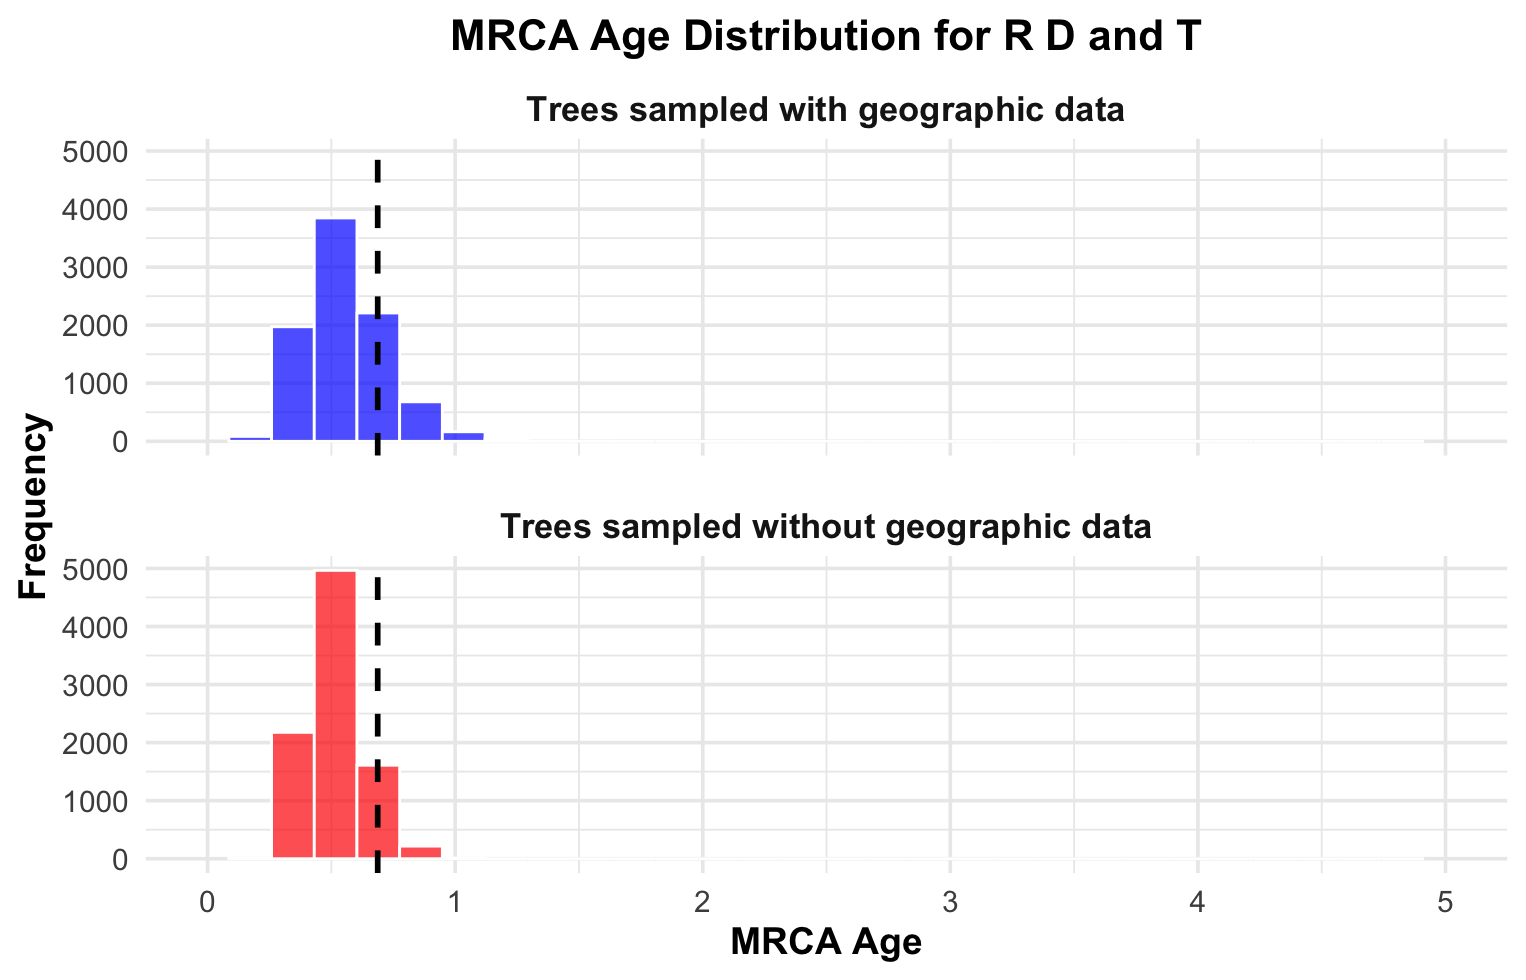 MRCA Age Distribution for R D and T
Trees sampled with geographic data
5000
4000
3000
2000
1000
0
Frequency
Trees sampled without geographic data
5000
4000
3000
2000
1000
0
0 1 2 3 4 5
MRCA Age